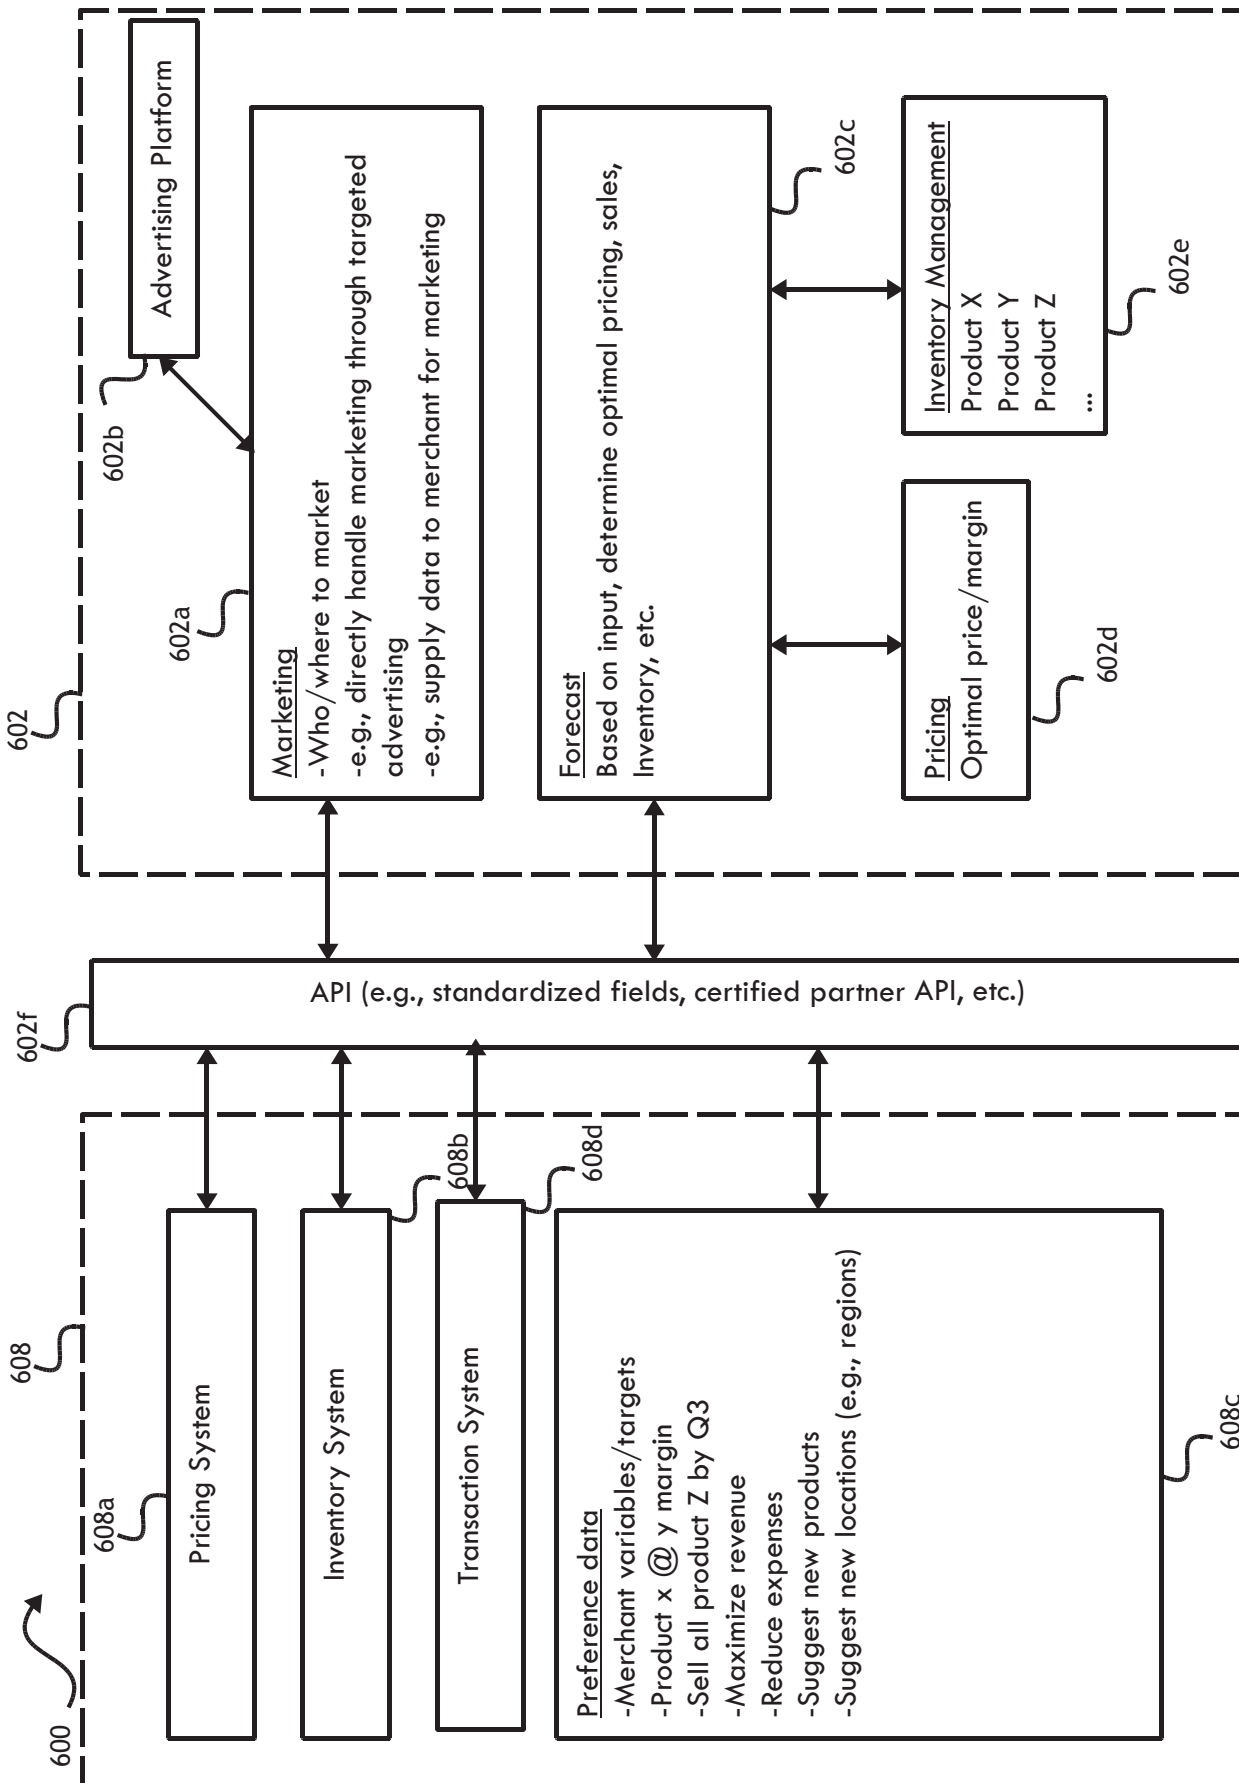 600
608
608a
Pricing System
Inventory System
608b
Transaction System
608d
Preference data
-Merchant variables/targets
-Product x @ y margin
-Sell all product Z by Q3
-Maximize revenue
-Reduce expenses
-Suggest new products
-Suggest new locations (e.g., regions)
608c
602f
API (e.g., standardized fields, certified partner API, etc.)
602
602b
Advertising Platform
602a
Marketing
-Who/where to market
-e.g., directly handle marketing through targeted
advertising
-e.g., supply data to merchant for marketing
Forecast
Based on input, determine optimal pricing, sales,
Inventory, etc.
602c
Pricing
Optimal price/margin
602d
Inventory Management
Product X
Product Y
Product Z
...
602e